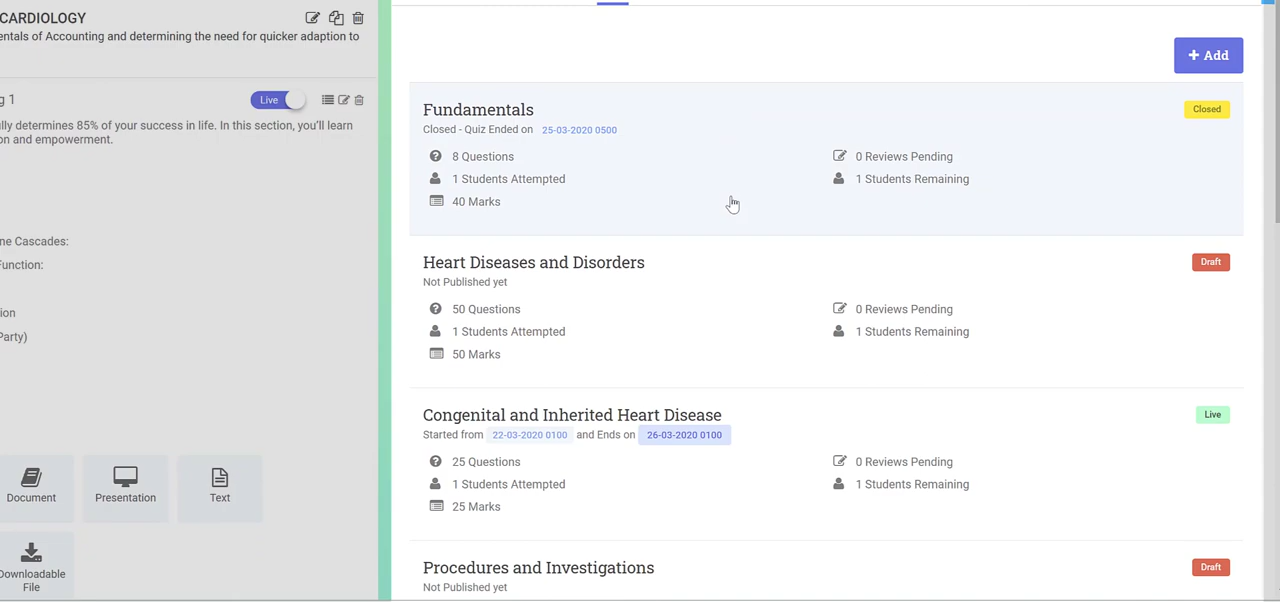 CARDIOLOGY
entals of Accounting and determining the need for quicker adaption to
g 1
Live
lly determines 85% of your success in life. In this section, you'll learn
on and empowerment.
ne Cascades:
Function:
ion
Party)
Document
Presentation
Text
Downloadable
File
+ Add
Fundamentals
Closed
Closed - Quiz Ended on 25-03-2020 0500
8 Questions
0 Reviews Pending
1 Students Attempted
1 Students Remaining
40 Marks
Heart Diseases and Disorders
Draft
Not Published yet
50 Questions
0 Reviews Pending
1 Students Attempted
1 Students Remaining
50 Marks
Congenital and Inherited Heart Disease
Live
Started from 22-03-2020 0100 and Ends on 26-03-2020 0100
25 Questions
0 Reviews Pending
1 Students Attempted
1 Students Remaining
25 Marks
Procedures and Investigations
Draft
Not Published yet